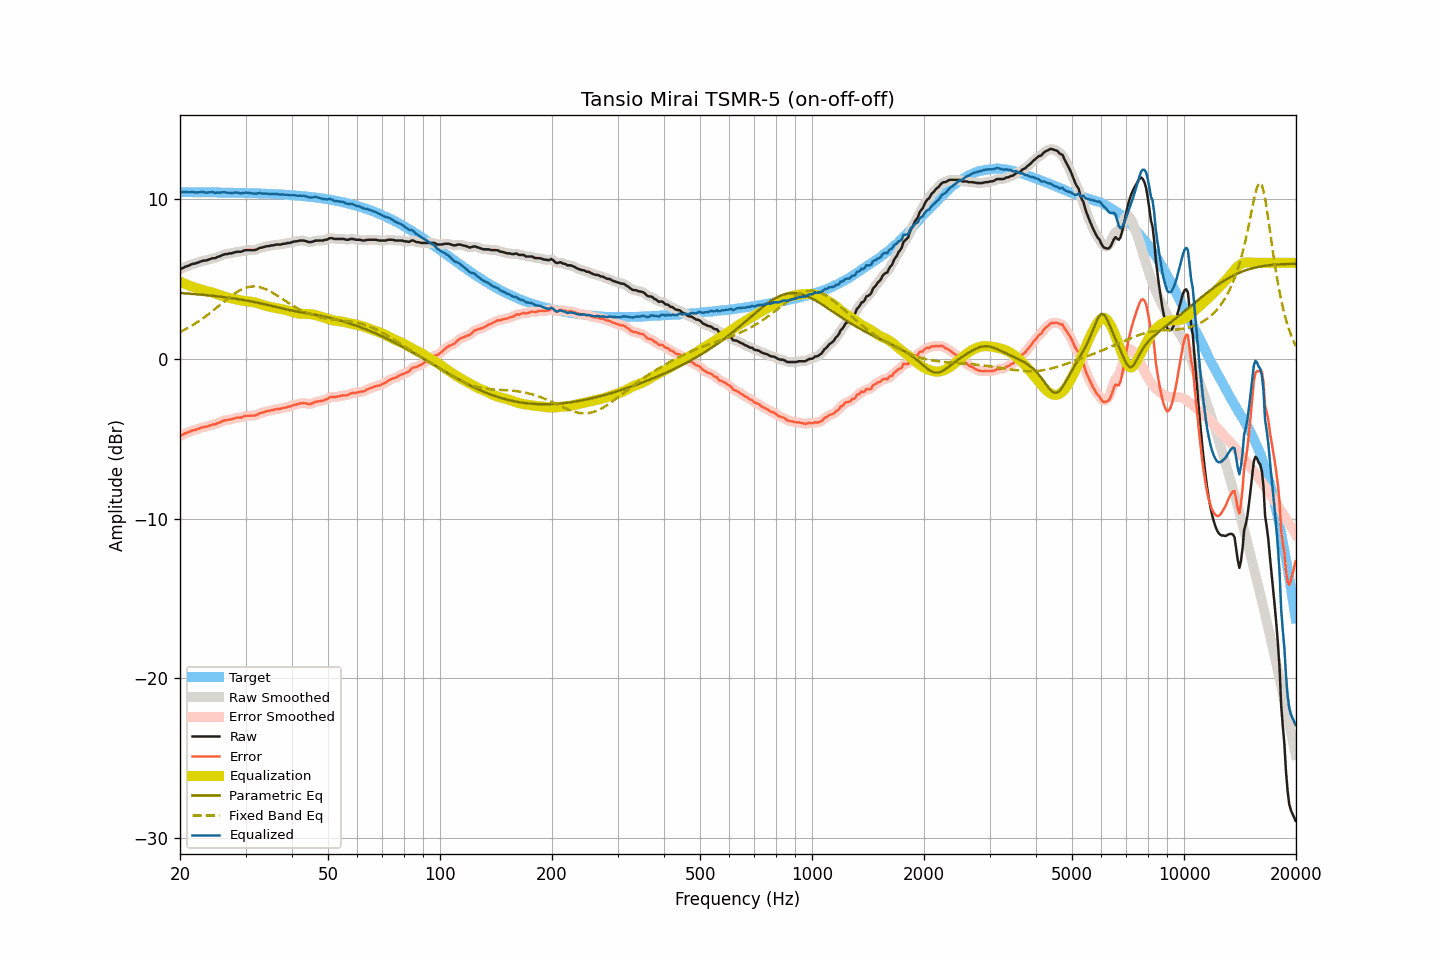 Tansio Mirai TSMR-5 (on-off-off)
Amplitude (dBr)
10
0
−10
−20
−30
Target
Raw Smoothed
Error Smoothed
Raw
Error
Equalization
Parametric Eq
Fixed Band Eq
Equalized
20 50 100 200 500 1000 2000 5000 10000 20000
Frequency (Hz)